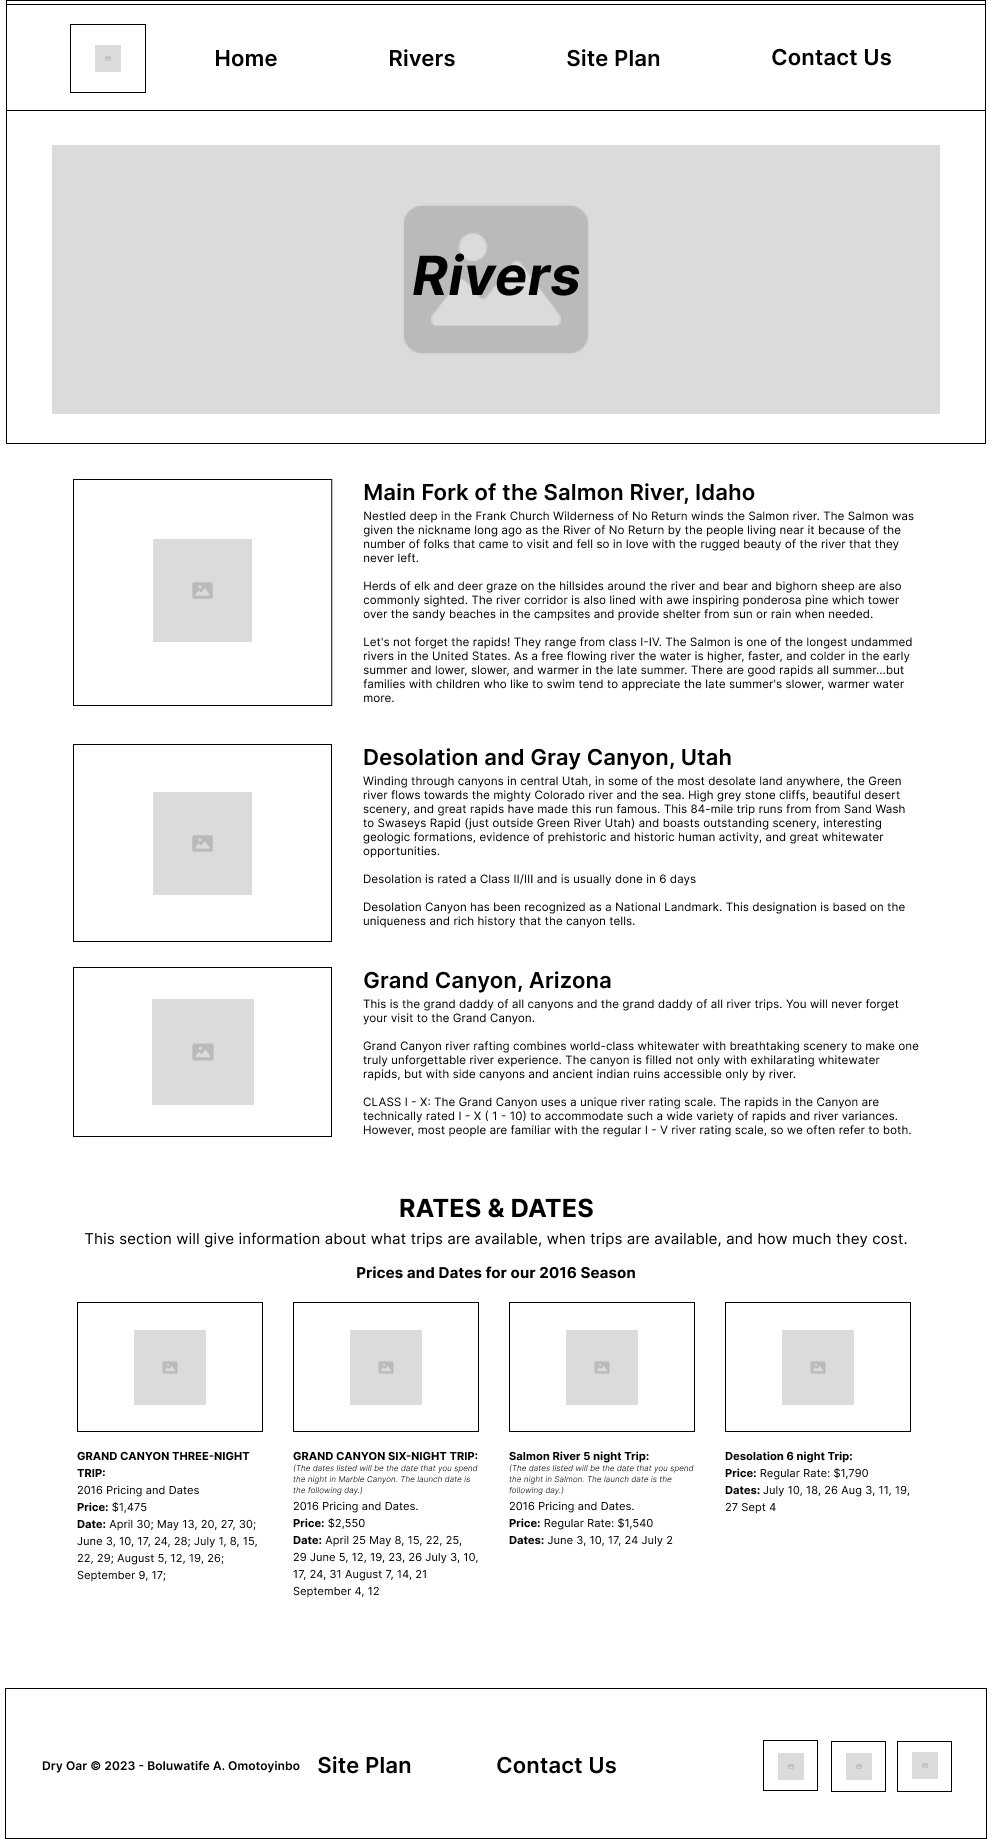 Home Rivers Site Plan Contact Us
Rivers
Main Fork of the Salmon River, Idaho
Nestled deep in the Frank Church Wilderness of No Return winds the Salmon river. The Salmon was
given the nickname long ago as the River of No Return by the people living near it because of the
number of folks that came to visit and fell so in love with the rugged beauty of the river that they
never left.
Herds of elk and deer graze on the hillsides around the river and bear and bighorn sheep are also
commonly sighted. The river corridor is also lined with awe inspiring ponderosa pine which tower
over the sandy beaches in the campsites and provide shelter from sun or rain when needed.
Let's not forget the rapids! They range from class I-IV. The Salmon is one of the longest undammed
rivers in the United States. As a free flowing river the water is higher, faster, and colder in the early
summer and lower, slower, and warmer in the late summer. There are good rapids all summer...but
families with children who like to swim tend to appreciate the late summer's slower, warmer water
more.
Desolation and Gray Canyon, Utah
Winding through canyons in central Utah, in some of the most desolate land anywhere, the Green
river flows towards the mighty Colorado river and the sea. High grey stone cliffs, beautiful desert
scenery, and great rapids have made this run famous. This 84-mile trip runs from from Sand Wash
to Swaseys Rapid (just outside Green River Utah) and boasts outstanding scenery, interesting
geologic formations, evidence of prehistoric and historic human activity, and great whitewater
opportunities.
Desolation is rated a Class II/III and is usually done in 6 days
Desolation Canyon has been recognized as a National Landmark. This designation is based on the
uniqueness and rich history that the canyon tells.
Grand Canyon, Arizona
This is the grand daddy of all canyons and the grand daddy of all river trips. You will never forget
your visit to the Grand Canyon.
Grand Canyon river rafting combines world-class whitewater with breathtaking scenery to make one
truly unforgettable river experience. The canyon is filled not only with exhilarating whitewater
rapids, but with side canyons and ancient indian ruins accessible only by river.
CLASS I - X: The Grand Canyon uses a unique river rating scale. The rapids in the Canyon are
technically rated I - X ( 1 - 10) to accommodate such a wide variety of rapids and river variances.
However, most people are familiar with the regular I - V river rating scale, so we often refer to both.
RATES & DATES
This section will give information about what trips are available, when trips are available, and how much they cost.
Prices and Dates for our 2016 Season
GRAND CANYON THREE-NIGHT
TRIP:
2016 Pricing and Dates
Price: $1,475
Date: April 30; May 13, 20, 27, 30;
June 3, 10, 17, 24, 28; July 1, 8, 15,
22, 29; August 5, 12, 19, 26;
September 9, 17;
GRAND CANYON SIX-NIGHT TRIP:
(The dates listed will be the date that you spend
the night in Marble Canyon. The launch date is
the following day.)
2016 Pricing and Dates.
Price: $2,550
Date: April 25 May 8, 15, 22, 25,
29 June 5, 12, 19, 23, 26 July 3, 10,
17, 24, 31 August 7, 14, 21
September 4, 12
Salmon River 5 night Trip:
(The dates listed will be the date that you spend
the night in Salmon. The launch date is the
following day.)
2016 Pricing and Dates.
Price: Regular Rate: $1,540
Dates: June 3, 10, 17, 24 July 2
Desolation 6 night Trip:
Price: Regular Rate: $1,790
Dates: July 10, 18, 26 Aug 3, 11, 19,
27 Sept 4
Dry Oar © 2023 - Boluwatife A. Omotoyinbo Site Plan Contact Us